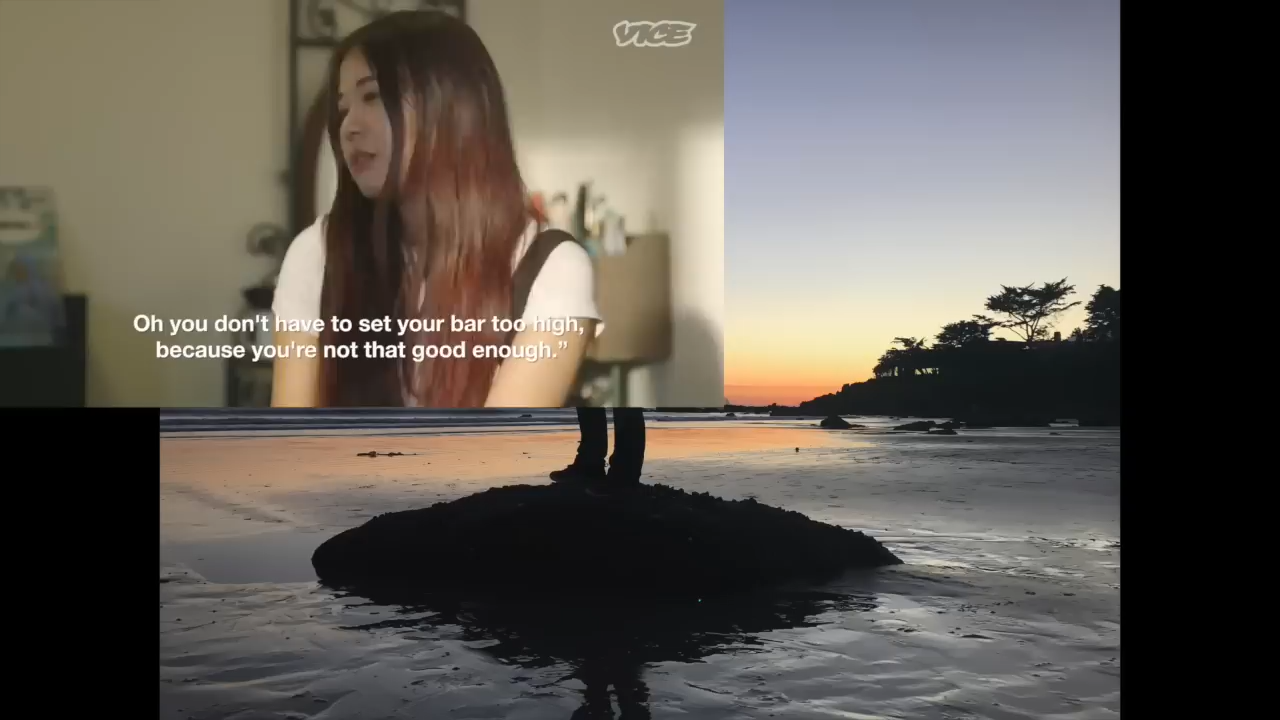 VICE
Oh you don't have to set your bar too high,
because you're not that good enough.”